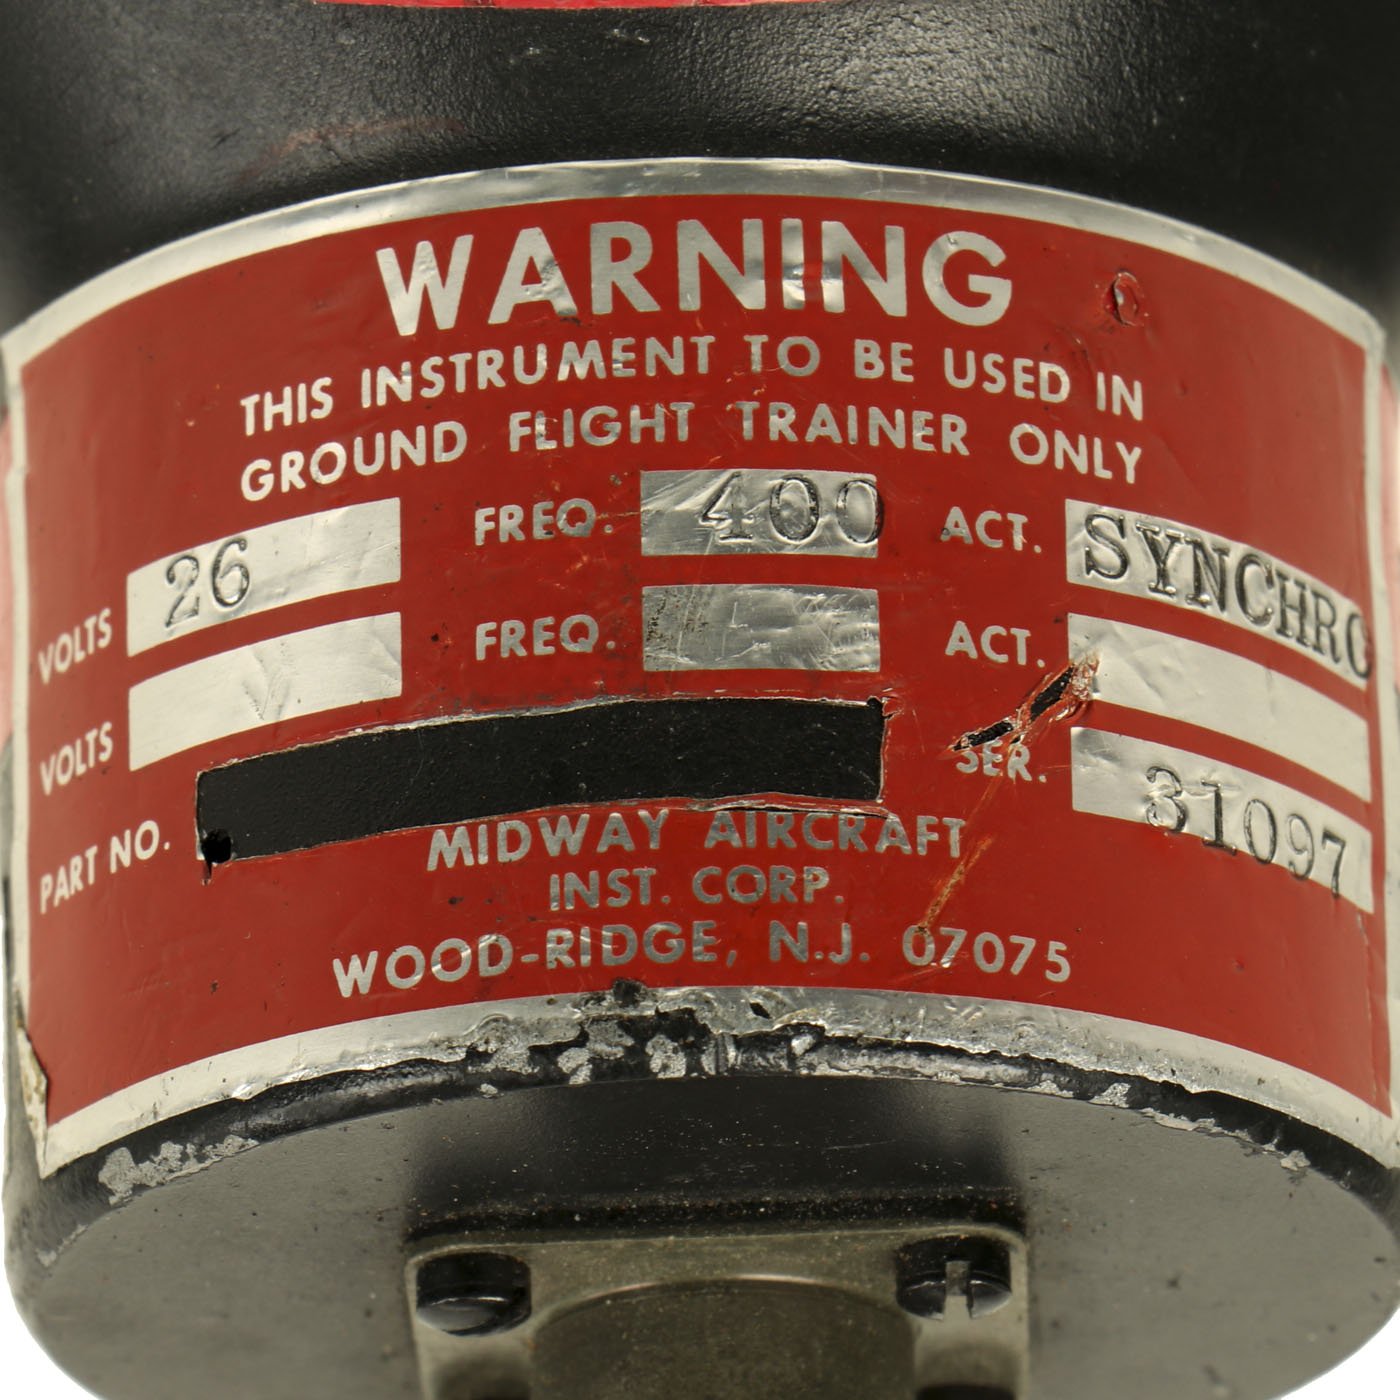 WARNING
THIS INSTRUMENT TO BE USED IN
GROUND FLIGHT TRAINER ONLY
VOLTS 26 FREQ. 400 ACT. SYNCHRO
VOLTS FREQ. ACT.
PART NO. SER. 31097
MIDWAY AIRCRAFT
INST. CORP.
WOOD-RIDGE, N.J. 07075